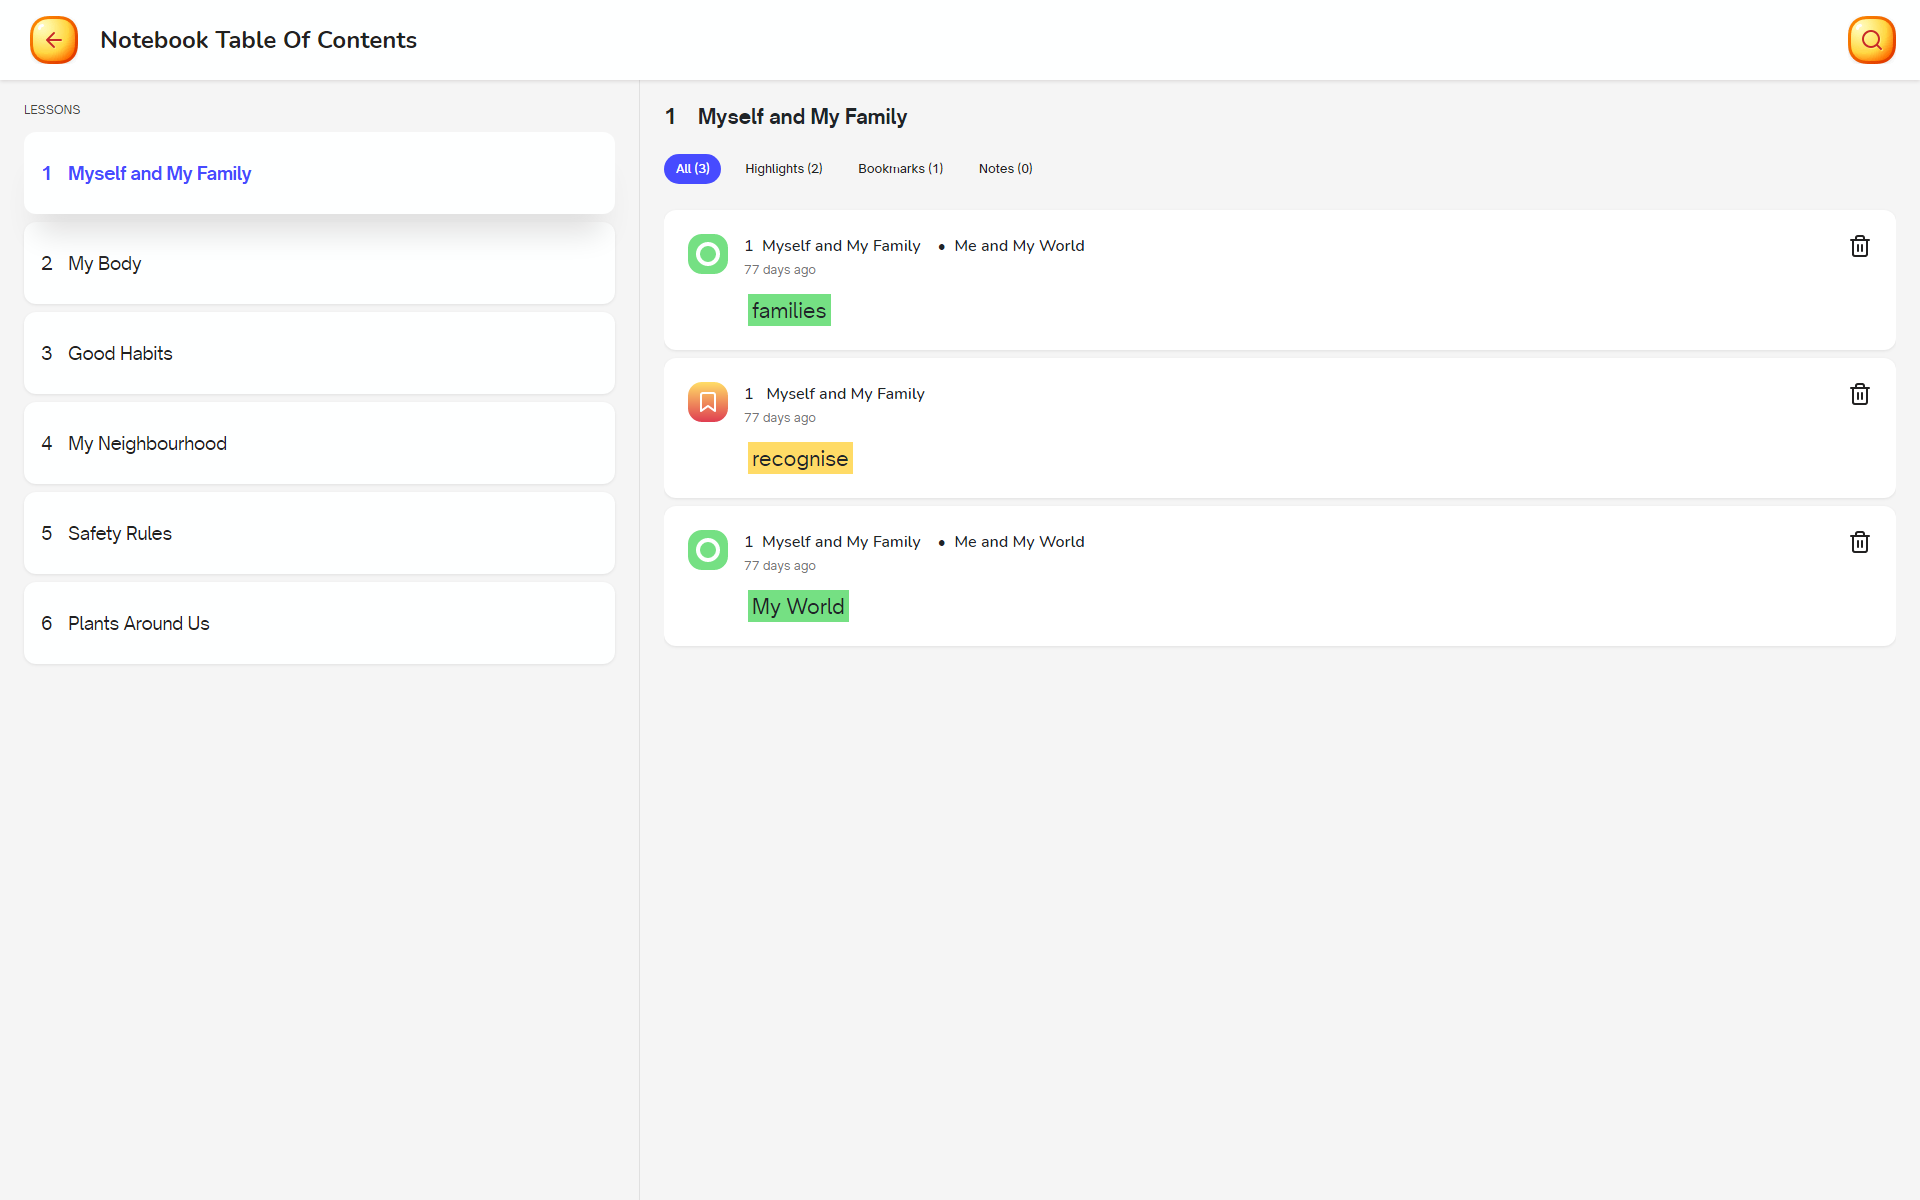 Notebook Table Of Contents
LESSONS
1 Myself and My Family
2 My Body
3 Good Habits
4 My Neighbourhood
5 Safety Rules
6 Plants Around Us
1 Myself and My Family
All (3) Highlights (2) Bookmarks (1) Notes (0)
1 Myself and My Family • Me and My World
77 days ago
families
1 Myself and My Family
77 days ago
recognise
1 Myself and My Family • Me and My World
77 days ago
My World